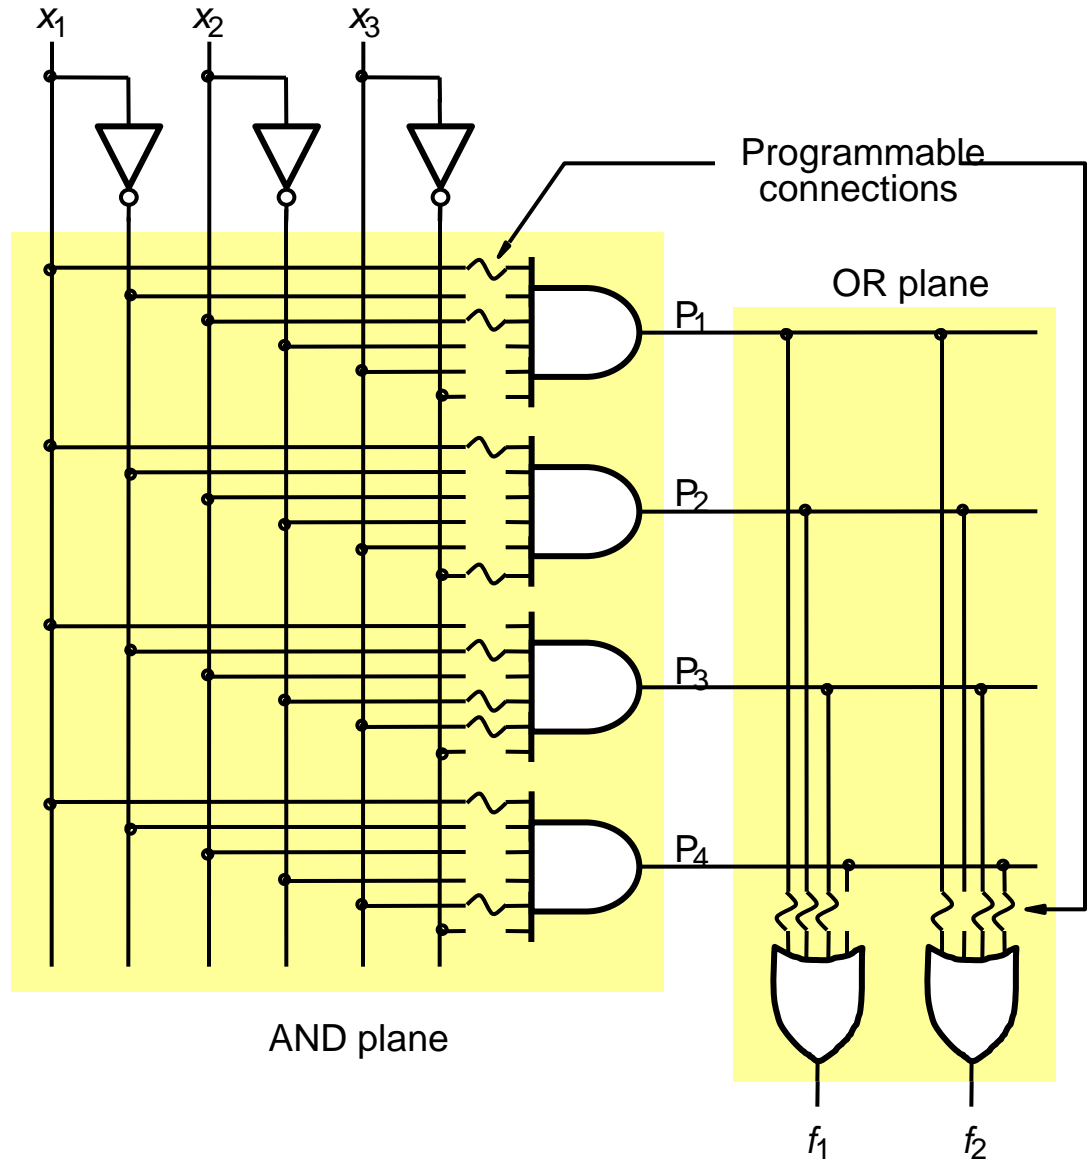 x1 x2 x3
Programmable
connections
OR plane
P1
P2
P3
P4
AND plane
f1 f2